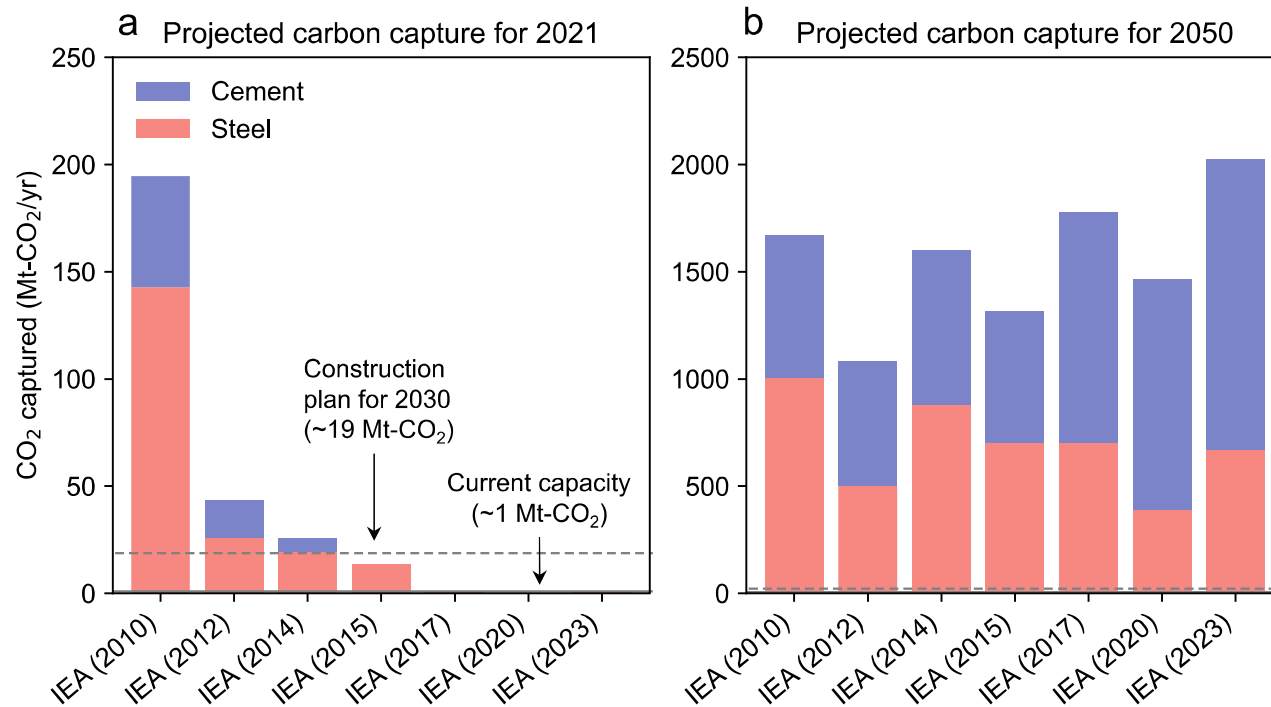 a
Projected carbon capture for 2021
CO₂ captured (Mt-CO₂/yr)
250
200
150
100
50
0
Cement
Steel
Construction
plan for 2030
(~19 Mt-CO₂)
Current capacity
(~1 Mt-CO₂)
IEA (2010)
IEA (2012)
IEA (2014)
IEA (2015)
IEA (2017)
IEA (2020)
IEA (2023)
b
Projected carbon capture for 2050
2500
2000
1500
1000
500
0
IEA (2010)
IEA (2012)
IEA (2014)
IEA (2015)
IEA (2017)
IEA (2020)
IEA (2023)